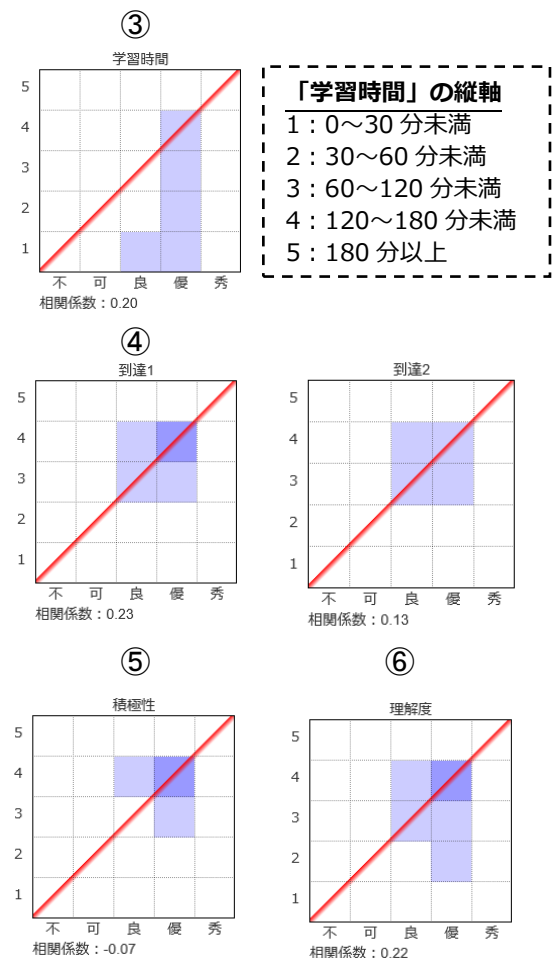 ③
学習時間
5
4
3
2
1
不 可 良 優 秀
相関係数：0.20
「学習時間」の縦軸
1：0～30 分未満
2：30～60 分未満
3：60～120 分未満
4：120～180 分未満
5：180 分以上
④
到達1
5
4
3
2
1
不 可 良 優 秀
相関係数：0.23
到達2
5
4
3
2
1
不 可 良 優 秀
相関係数：0.13
⑤
積極性
5
4
3
2
1
不 可 良 優 秀
相関係数：-0.07
⑥
理解度
5
4
3
2
1
不 可 良 優 秀
相関係数：0.22